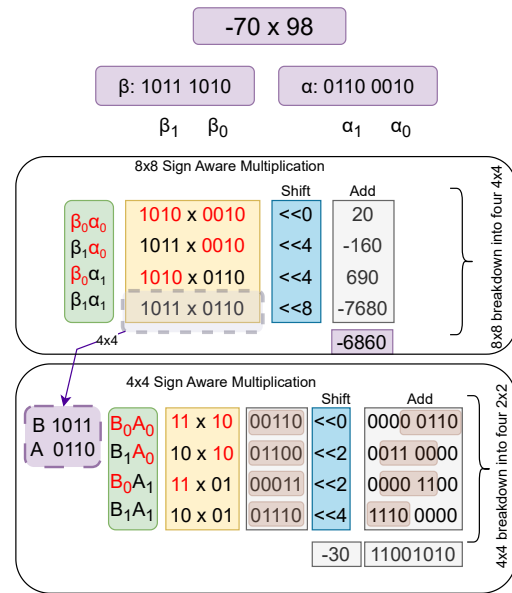 -70 x 98
β: 1011 1010
α: 0110 0010
β1 β0
α1 α0
8x8 Sign Aware Multiplication
Shift Add
β0α0 1010 x 0010 <<0 20
β1α0 1011 x 0010 <<4 -160
β0α1 1010 x 0110 <<4 690
β1α1 1011 x 0110 <<8 -7680
-6860
8x8 breakdown into four 4x4
4x4
4x4 Sign Aware Multiplication
Shift Add
B 1011
A 0110
B0A0 11 x 10 00110 <<0 0000 0110
B1A0 10 x 10 01100 <<2 0011 0000
B0A1 11 x 01 00011 <<2 0000 1100
B1A1 10 x 01 01110 <<4 1110 0000
-30 11001010
4x4 breakdown into four 2x2